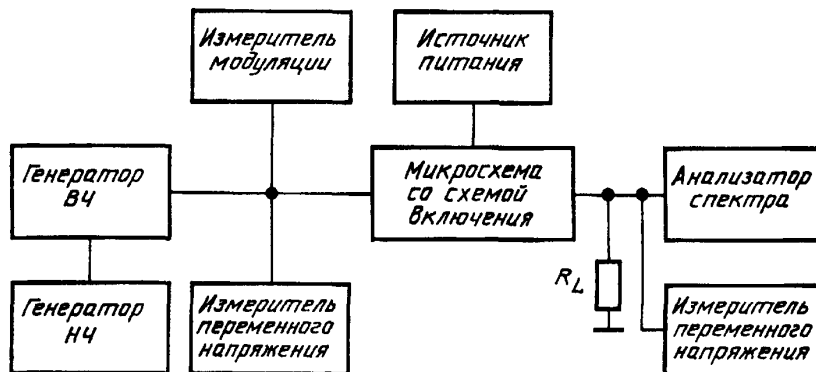 Измеритель
модуляции
Источник
питания
Генератор
ВЧ
Микросхема
со схемой
включения
Анализатор
спектра
Генератор
НЧ
Измеритель
переменного
напряжения
R_L
Измеритель
переменного
напряжения